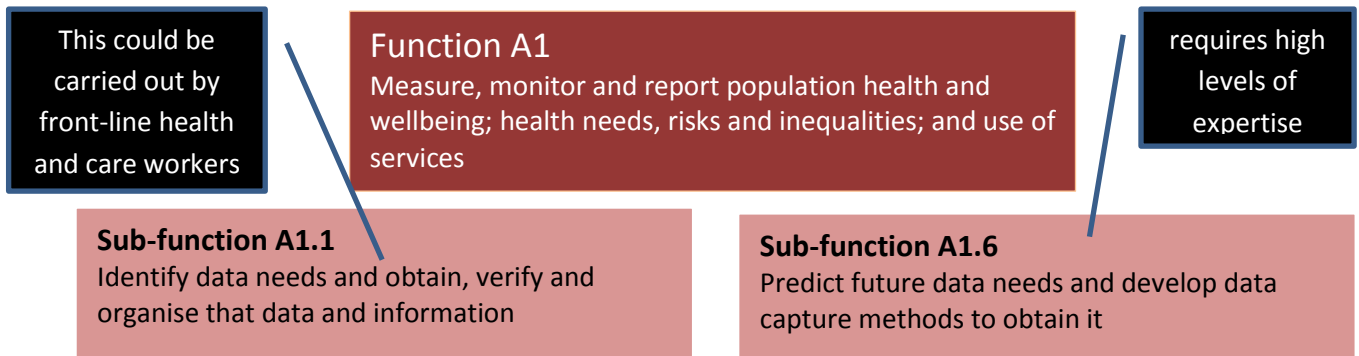 This could be
carried out by
front-line health
and care workers
Function A1
Measure, monitor and report population health and
wellbeing; health needs, risks and inequalities; and use of
services
requires high
levels of
expertise
Sub-function A1.1
Identify data needs and obtain, verify and
organise that data and information
Sub-function A1.6
Predict future data needs and develop data
capture methods to obtain it